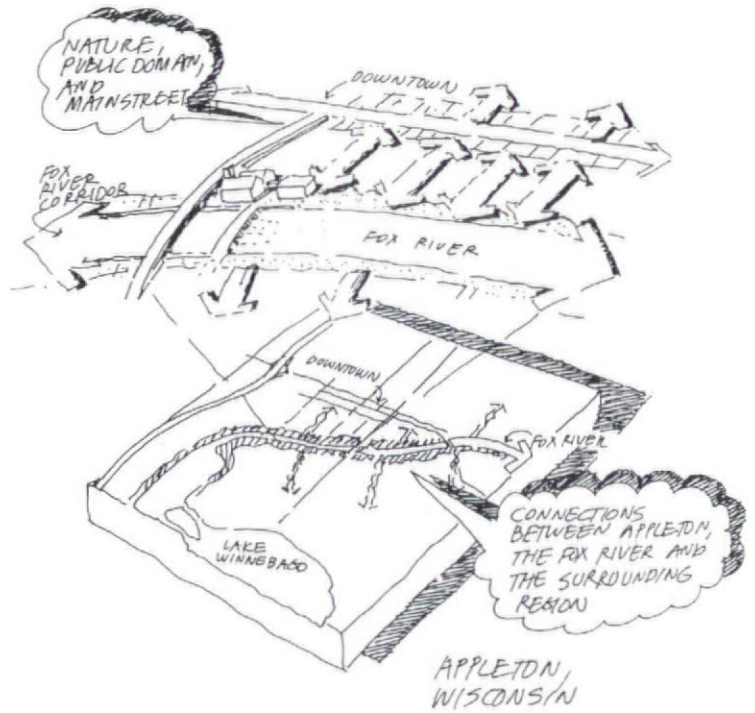 NATURE,
PUBLIC DOMAIN,
AND
MAINSTREET
DOWNTOWN
FOX
RIVER
CORRIDOR
FOX RIVER
DOWNTOWN
FOX RIVER
LAKE
WINNEBAGO
CONNECTIONS
BETWEEN APPLETON,
THE FOX RIVER AND
THE SURROUNDING
REGION
APPLETON,
WISCONSIN